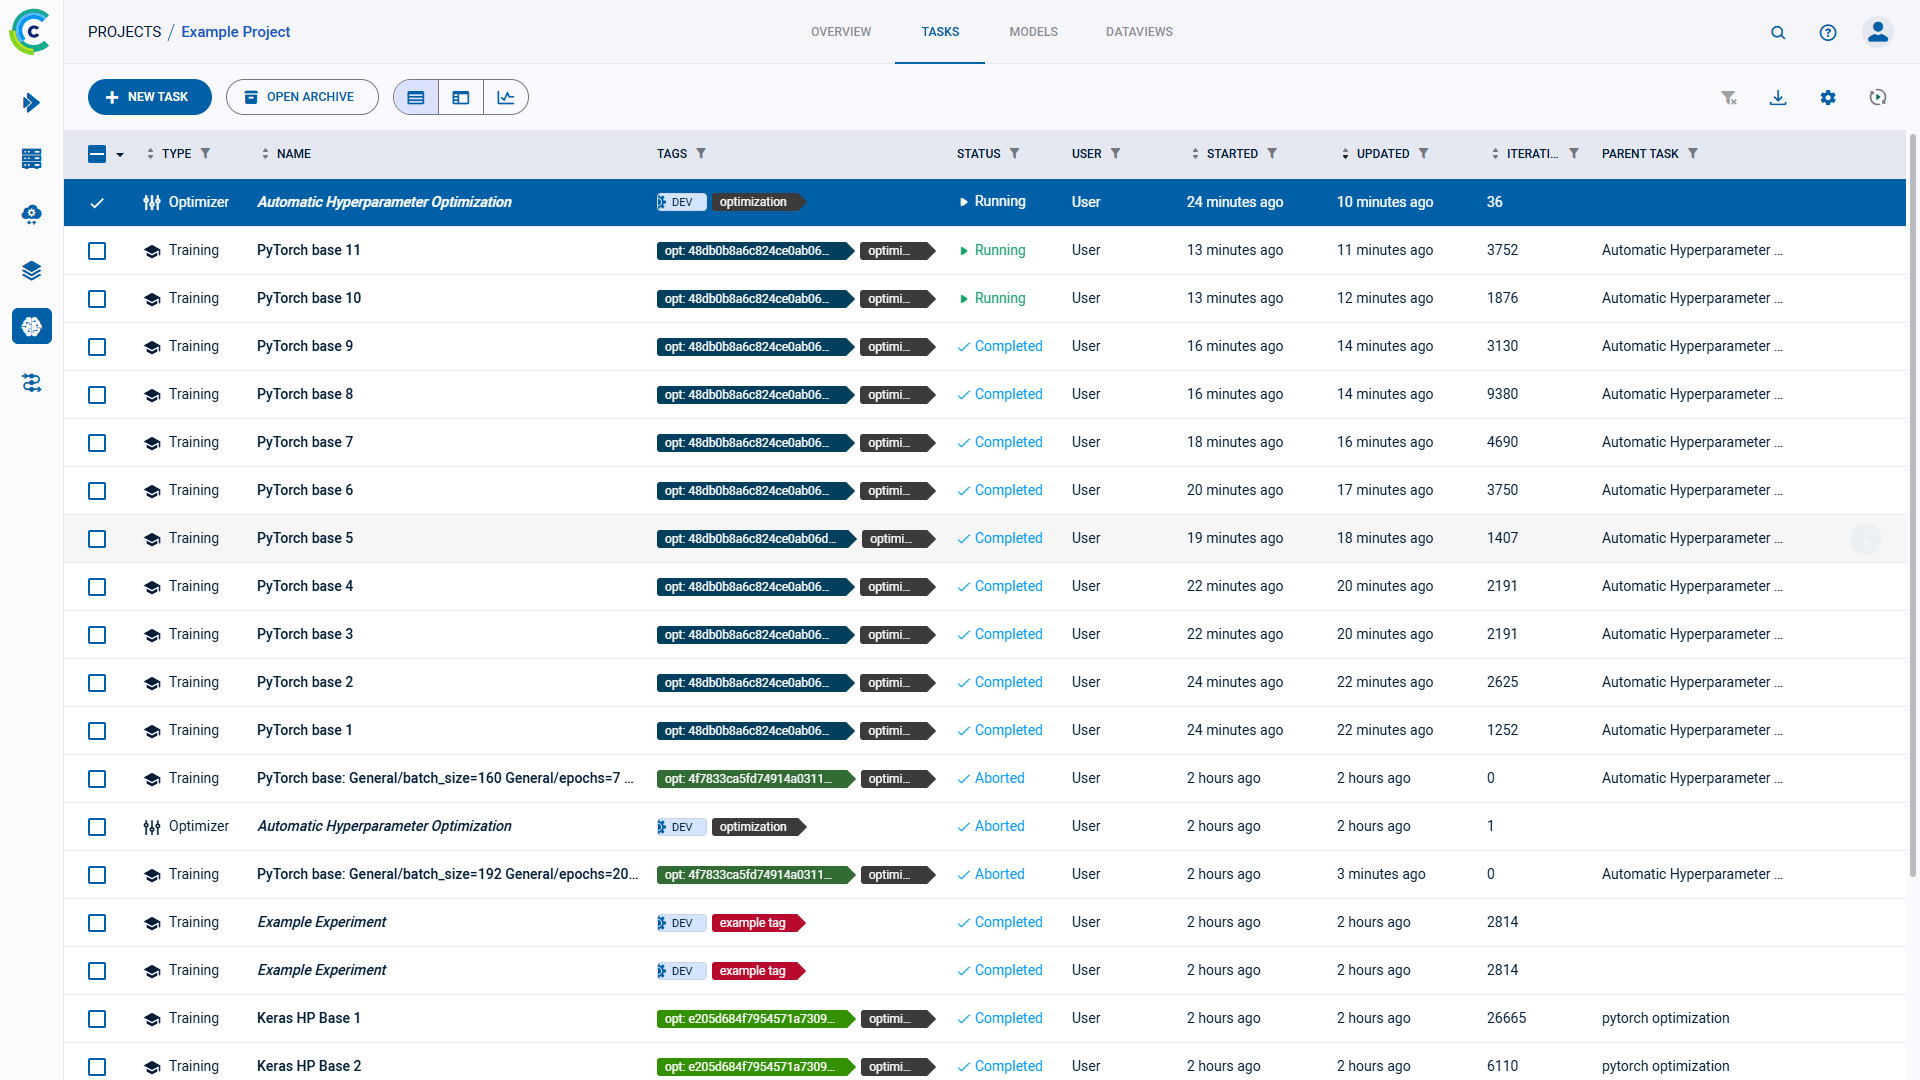 PROJECTS / Example Project
OVERVIEW TASKS MODELS DATAVIEWS
NEW TASK OPEN ARCHIVE
TYPE NAME TAGS STATUS USER STARTED UPDATED ITERATI... PARENT TASK
Optimizer Automatic Hyperparameter Optimization DEV optimization Running User 24 minutes ago 10 minutes ago 36
Training PyTorch base 11 opt: 48db0b8a6c824ce0ab06... optimi... Running User 13 minutes ago 11 minutes ago 3752 Automatic Hyperparameter ...
Training PyTorch base 10 opt: 48db0b8a6c824ce0ab06... optimi... Running User 13 minutes ago 12 minutes ago 1876 Automatic Hyperparameter ...
Training PyTorch base 9 opt: 48db0b8a6c824ce0ab06... optimi... Completed User 16 minutes ago 14 minutes ago 3130 Automatic Hyperparameter ...
Training PyTorch base 8 opt: 48db0b8a6c824ce0ab06... optimi... Completed User 16 minutes ago 14 minutes ago 9380 Automatic Hyperparameter ...
Training PyTorch base 7 opt: 48db0b8a6c824ce0ab06... optimi... Completed User 18 minutes ago 16 minutes ago 4690 Automatic Hyperparameter ...
Training PyTorch base 6 opt: 48db0b8a6c824ce0ab06... optimi... Completed User 20 minutes ago 17 minutes ago 3750 Automatic Hyperparameter ...
Training PyTorch base 5 opt: 48db0b8a6c824ce0ab06d... optimi... Completed User 19 minutes ago 18 minutes ago 1407 Automatic Hyperparameter ...
Training PyTorch base 4 opt: 48db0b8a6c824ce0ab06... optimi... Completed User 22 minutes ago 20 minutes ago 2191 Automatic Hyperparameter ...
Training PyTorch base 3 opt: 48db0b8a6c824ce0ab06... optimi... Completed User 22 minutes ago 20 minutes ago 2191 Automatic Hyperparameter ...
Training PyTorch base 2 opt: 48db0b8a6c824ce0ab06... optimi... Completed User 24 minutes ago 22 minutes ago 2625 Automatic Hyperparameter ...
Training PyTorch base 1 opt: 48db0b8a6c824ce0ab06... optimi... Completed User 24 minutes ago 22 minutes ago 1252 Automatic Hyperparameter ...
Training PyTorch base: General/batch_size=160 General/epochs=7 ... opt: 4f7833ca5fd74914a0311... optimi... Aborted User 2 hours ago 2 hours ago 0 Automatic Hyperparameter ...
Optimizer Automatic Hyperparameter Optimization DEV optimization Aborted User 2 hours ago 2 hours ago 1
Training PyTorch base: General/batch_size=192 General/epochs=20... opt: 4f7833ca5fd74914a0311... optimi... Aborted User 2 hours ago 3 minutes ago 0 Automatic Hyperparameter ...
Training Example Experiment DEV example tag Completed User 2 hours ago 2 hours ago 2814
Training Example Experiment DEV example tag Completed User 2 hours ago 2 hours ago 2814
Training Keras HP Base 1 opt: e205d684f7954571a7309... optimi... Completed User 2 hours ago 2 hours ago 26665 pytorch optimization
Training Keras HP Base 2 opt: e205d684f7954571a7309... optimi... Completed User 2 hours ago 2 hours ago 6110 pytorch optimization